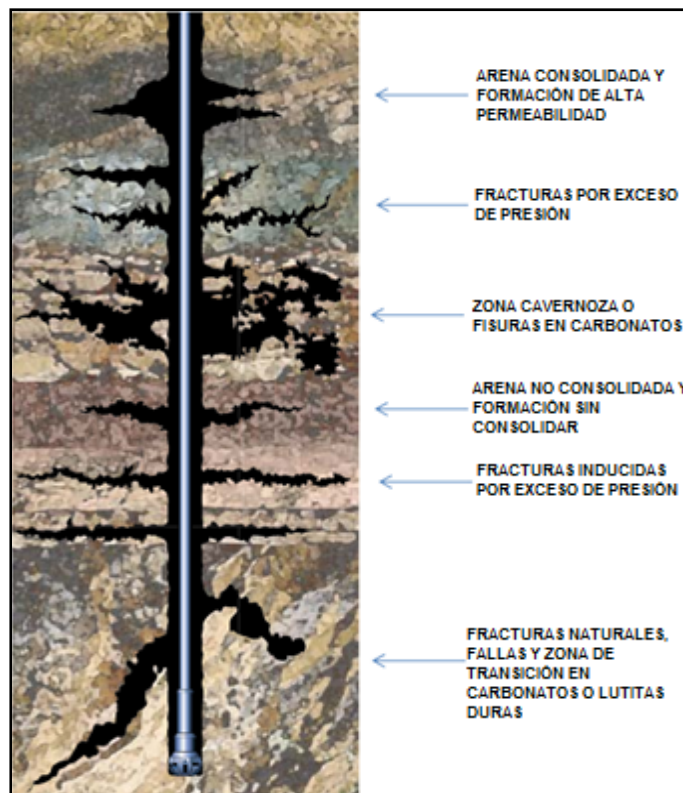 ARENA CONSOLIDADA Y
FORMACIÓN DE ALTA
PERMEABILIDAD
FRACTURAS POR EXCESO
DE PRESIÓN
ZONA CAVERNOZA O
FISURAS EN CARBONATOS
ARENA NO CONSOLIDADA Y
FORMACIÓN SIN
CONSOLIDAR
FRACTURAS INDUCIDAS
POR EXCESO DE PRESIÓN
FRACTURAS NATURALES,
FALLAS Y ZONA DE
TRANSICIÓN EN
CARBONATOS O LUTITAS
DURAS